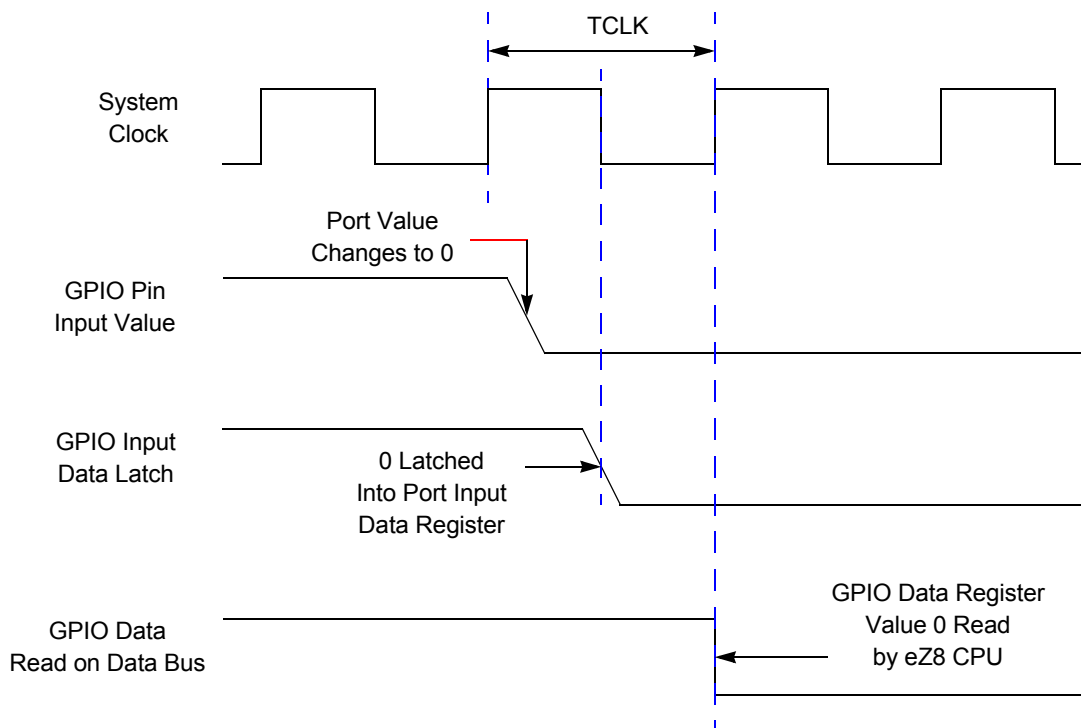 TCLK
System
Clock
Port Value
Changes to 0
GPIO Pin
Input Value
GPIO Input
Data Latch
0 Latched
Into Port Input
Data Register
GPIO Data
Read on Data Bus
GPIO Data Register
Value 0 Read
by eZ8 CPU